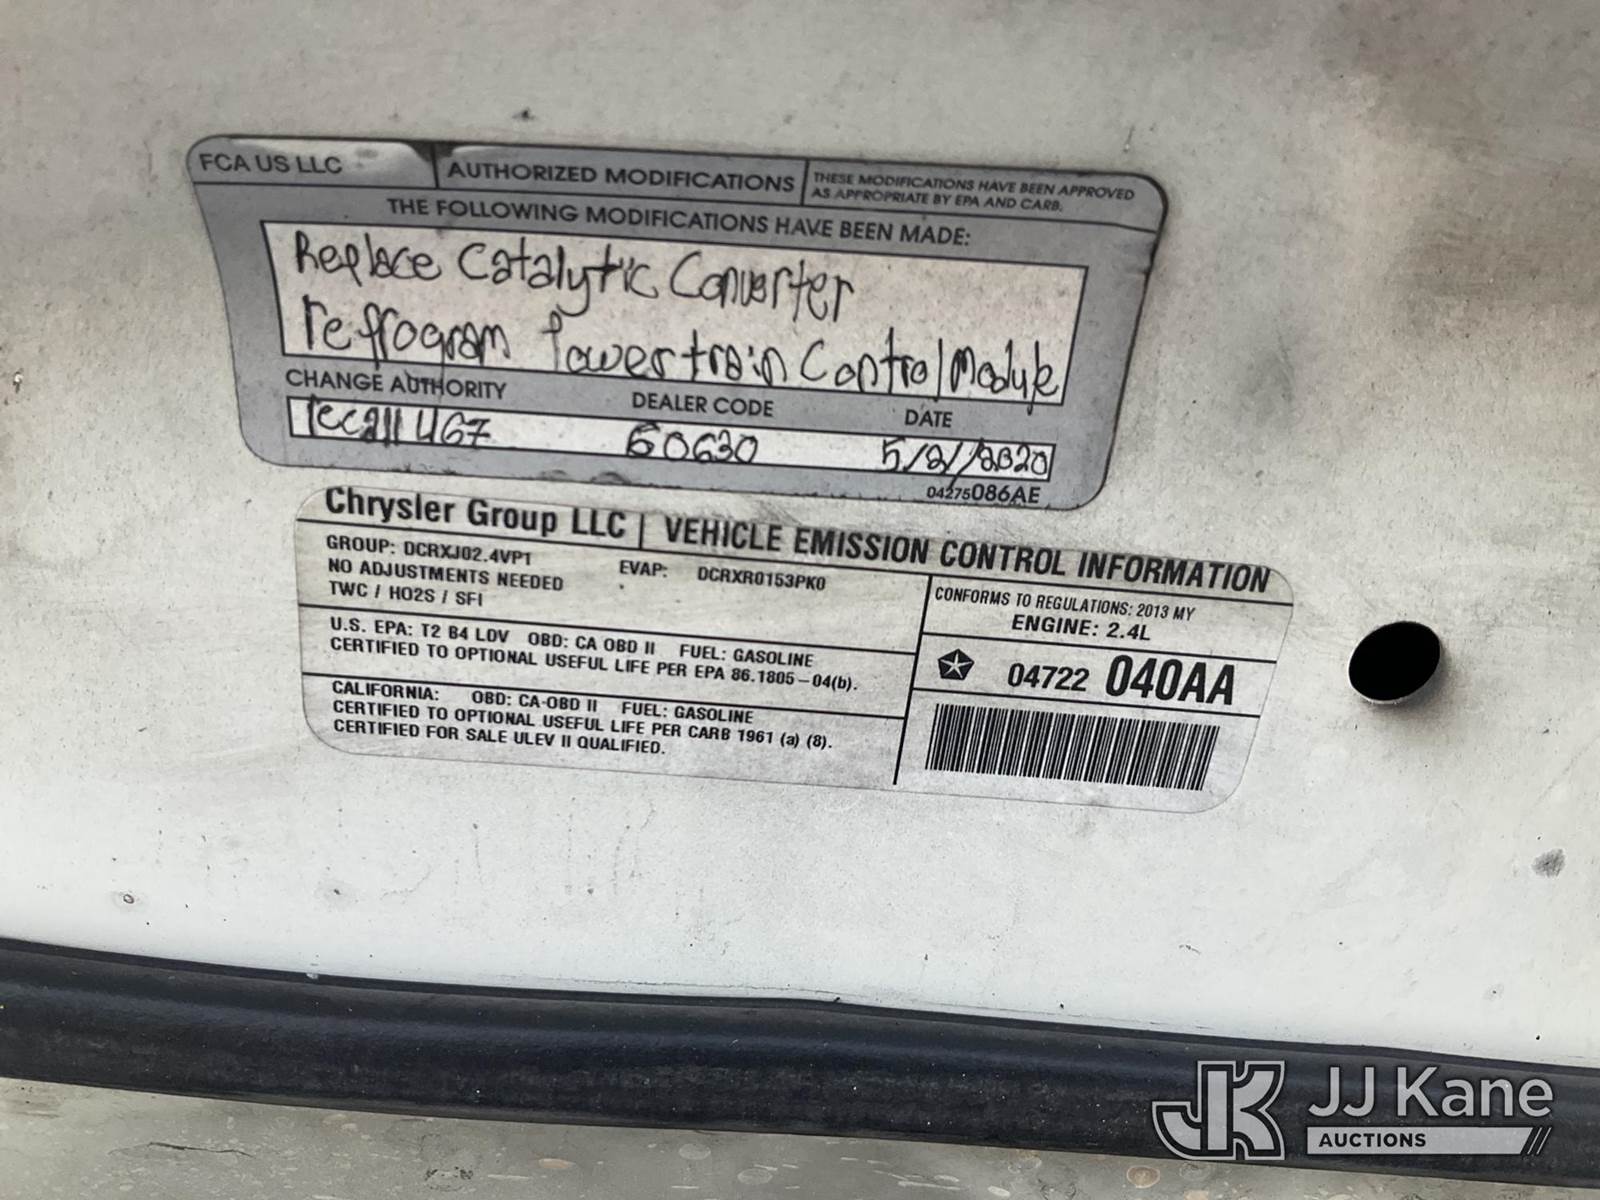 FCA US LLC
AUTHORIZED MODIFICATIONS
THESE MODIFICATIONS HAVE BEEN APPROVED
AS APPROPRIATE BY EPA AND CARB.
THE FOLLOWING MODIFICATIONS HAVE BEEN MADE:
Replace Catalytic Converter
reprogram Powertrain Control Module
CHANGE AUTHORITY DEALER CODE DATE
rec211 U67 60630 5/21/2020
04275086AE
Chrysler Group LLC | VEHICLE EMISSION CONTROL INFORMATION
GROUP: DCRXJ02.4VP1 EVAP: DCRXR0153PK0
NO ADJUSTMENTS NEEDED
TWC / HO2S / SFI
U.S. EPA: T2 B4 LDV OBD: CA OBD II FUEL: GASOLINE
CERTIFIED TO OPTIONAL USEFUL LIFE PER EPA 86.1805-04(b).
CALIFORNIA: OBD: CA-OBD II FUEL: GASOLINE
CERTIFIED TO OPTIONAL USEFUL LIFE PER CARB 1961 (a) (8).
CERTIFIED FOR SALE ULEV II QUALIFIED.
CONFORMS TO REGULATIONS: 2013 MY
ENGINE: 2.4L
04722 040AA
JK JJ Kane
AUCTIONS